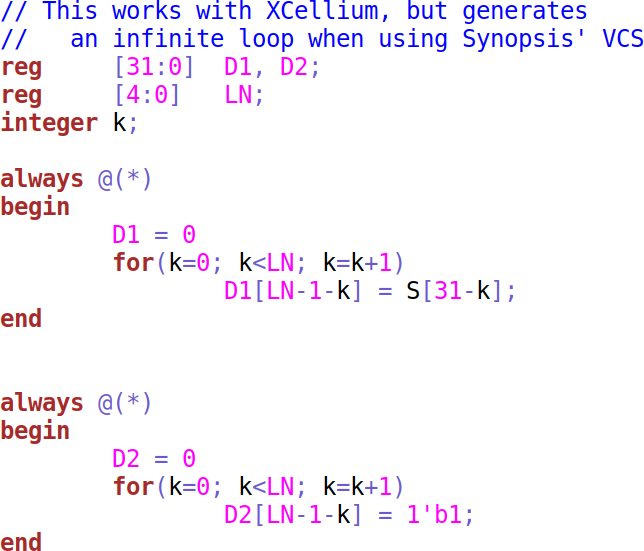 // This works with XCellium, but generates
//   an infinite loop when using Synopsis' VCS
reg     [31:0]  D1, D2;
reg     [4:0]   LN;
integer k;
always @(*)
begin
        D1 = 0
        for(k=0; k<LN; k=k+1)
                D1[LN-1-k] = S[31-k];
end
always @(*)
begin
        D2 = 0
        for(k=0; k<LN; k=k+1)
                D2[LN-1-k] = 1'b1;
end